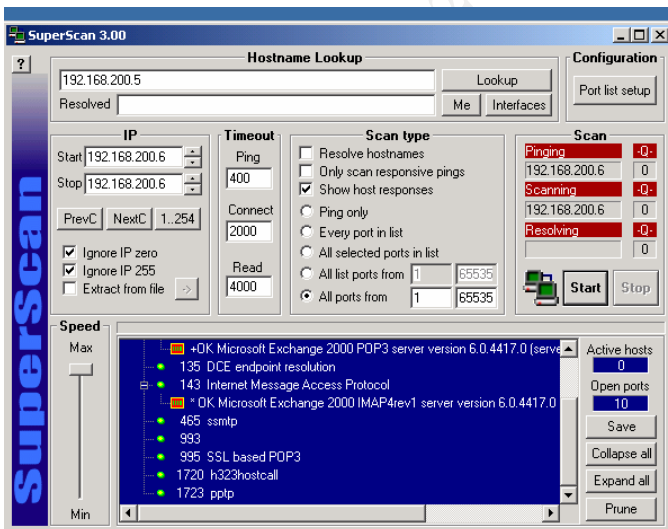 SuperScan 3.00
?
Hostname Lookup
192.168.200.5
Lookup
Resolved
Me
Interfaces
Configuration
Port list setup
IP
Start 192.168.200.6
Stop 192.168.200.6
PrevC
NextC
1..254
Ignore IP zero
Ignore IP 255
Extract from file
->
Timeout
Ping
400
Connect
2000
Read
4000
Scan type
Resolve hostnames
Only scan responsive pings
Show host responses
Ping only
Every port in list
All selected ports in list
All list ports from 1 65535
All ports from 1 65535
Scan
Pinging -Q-
192.168.200.6 0
Scanning -Q-
192.168.200.6 0
Resolving -Q-
0
Start
Stop
SuperScan
Speed
Max
Min
+OK Microsoft Exchange 2000 POP3 server version 6.0.4417.0 (serve
135 DCE endpoint resolution
143 Internet Message Access Protocol
* OK Microsoft Exchange 2000 IMAP4rev1 server version 6.0.4417.0
465 ssmtp
993
995 SSL based POP3
1720 h323hostcall
1723 pptp
Active hosts
0
Open ports
10
Save
Collapse all
Expand all
Prune